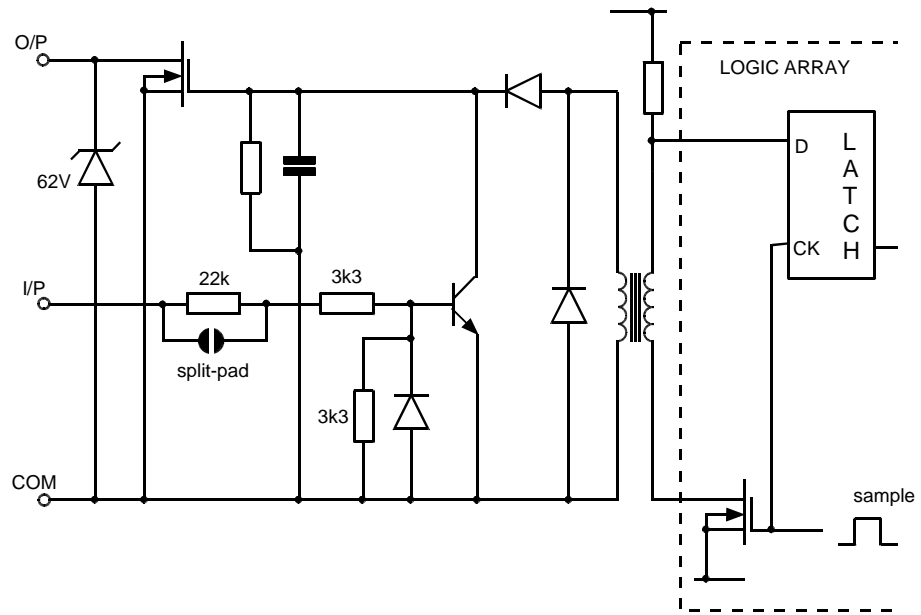 O/P
LOGIC ARRAY
D
L
A
T
C
H
62V
CK
22k
3k3
I/P
split-pad
3k3
COM
sample